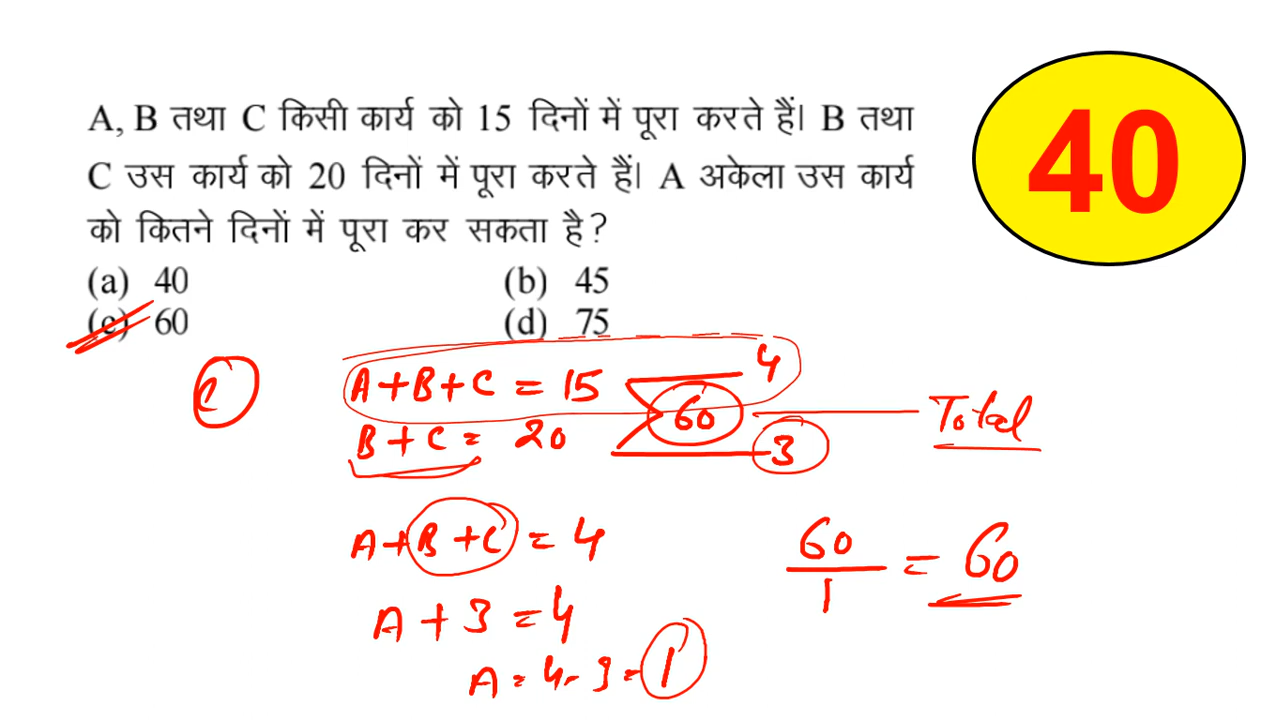 A, B तथा C किसी कार्य को 15 दिनों में पूरा करते हैं। B तथा
C उस कार्य को 20 दिनों में पूरा करते हैं। A अकेला उस कार्य
को कितने दिनों में पूरा कर सकता है?
(a) 40 (b) 45
(c) 60 (d) 75
40
A+B+C = 15 60 4 Total
B+C = 20 3
A+B+C = 4
A+3=4
A = 4-3=1
60/1 = 60